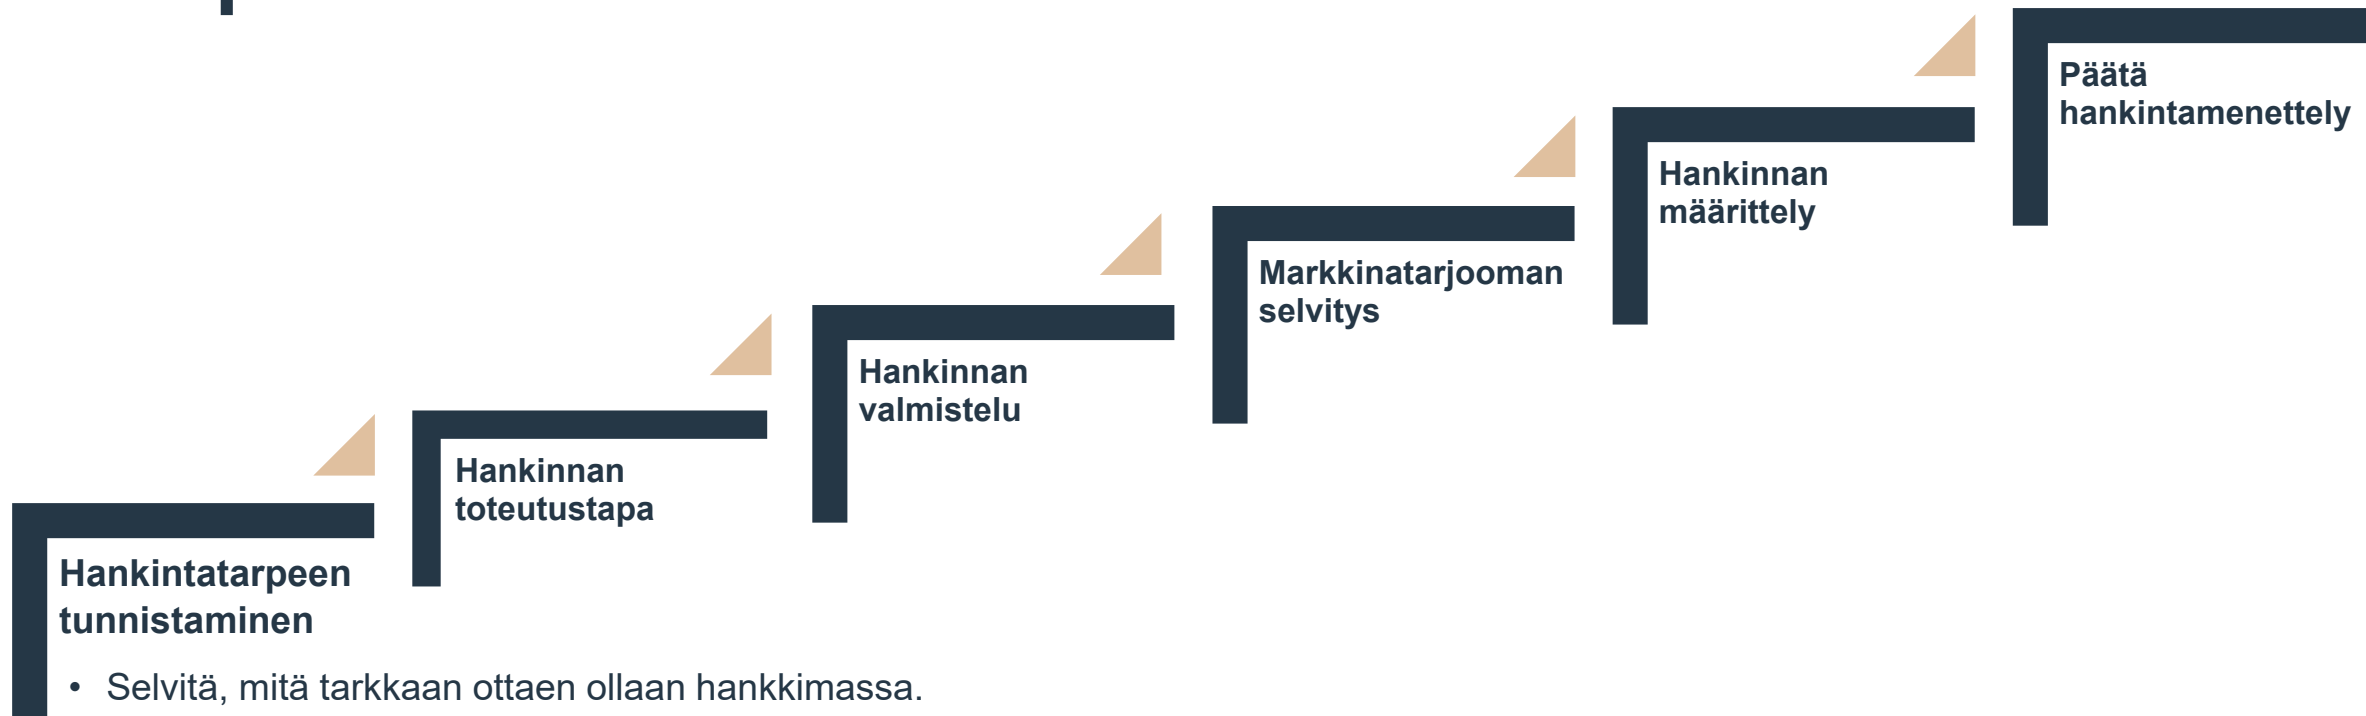 Hankintatarpeen
tunnistaminen
• Selvitä, mitä tarkkaan ottaen ollaan hankkimassa.
Hankinnan
toteutustapa
Hankinnan
valmistelu
Markkinatarjooman
selvitys
Hankinnan
määrittely
Päätä
hankintamenettely